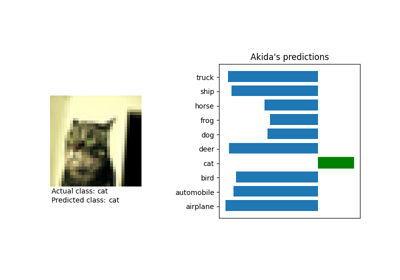 Akida's predictions
truck
ship
horse
frog
dog
deer
cat
bird
automobile
airplane
Actual class: cat
Predicted class: cat